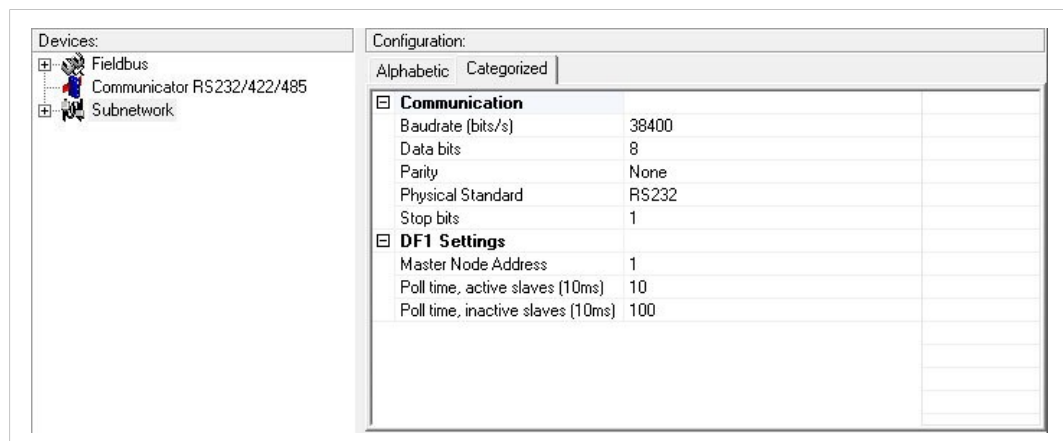 Devices:
Fieldbus
Communicator RS232/422/485
Subnetwork
Configuration:
Alphabetic Categorized
Communication
Baudrate (bits/s) 38400
Data bits 8
Parity None
Physical Standard RS232
Stop bits 1
DF1 Settings
Master Node Address 1
Poll time, active slaves (10ms) 10
Poll time, inactive slaves (10ms) 100